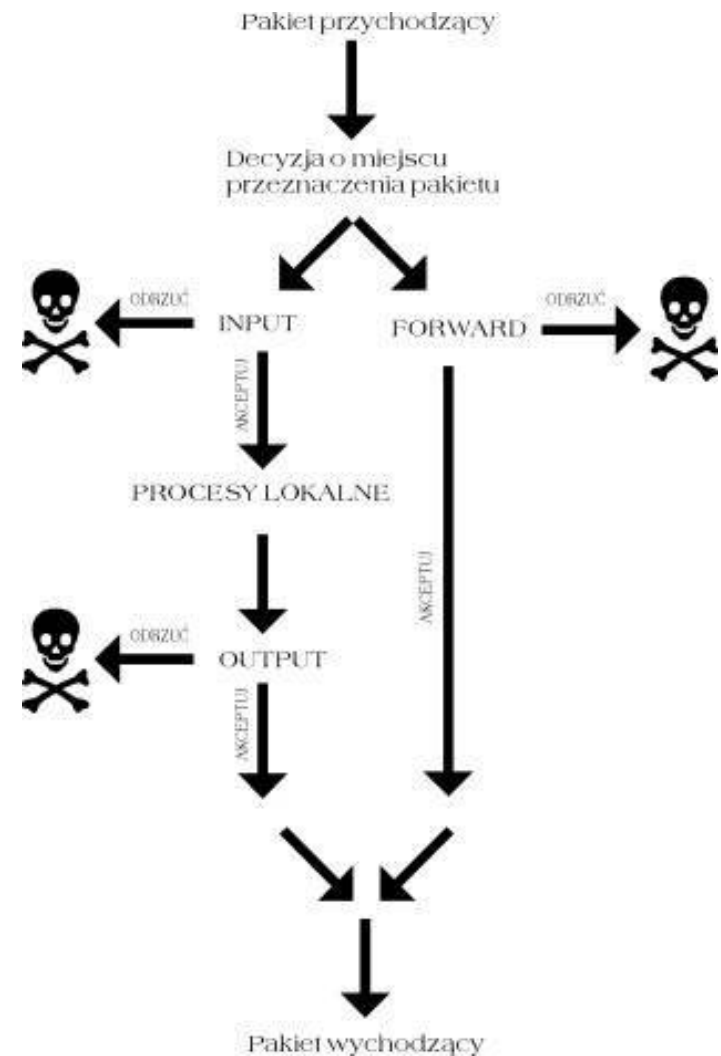 Pakiet przychodzący
Decyzja o miejscu
przeznaczenia pakietu
ODRZUĆ
INPUT
FORWARD
ODRZUĆ
AKCEPTUJ
PROCESY LOKALNE
AKCEPTUJ
ODRZUĆ
OUTPUT
AKCEPTUJ
Pakiet wychodzący